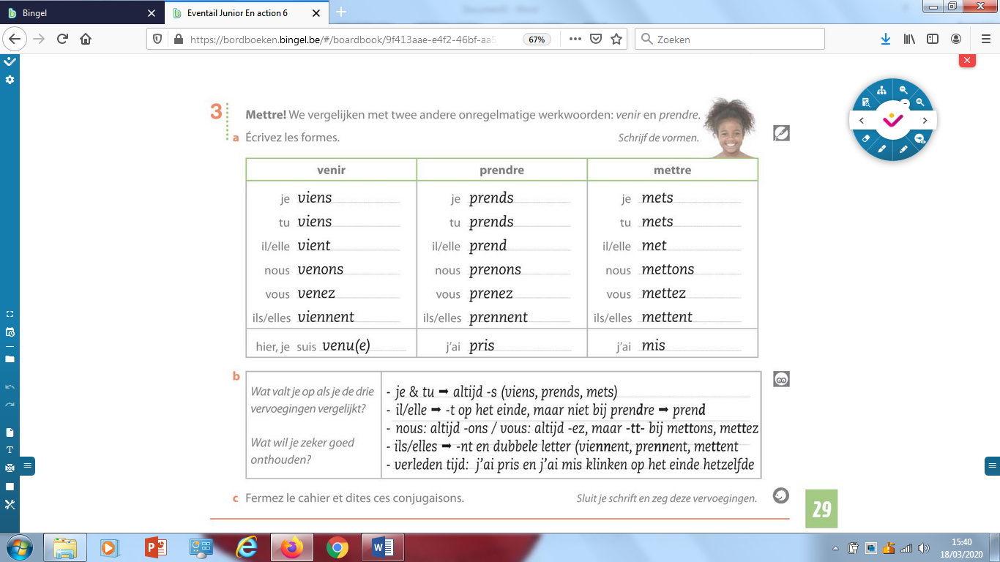 Bingel
Eventail Junior En action 6
https://bordboeken.bingel.be/#/boardbook/9f413aae-e4f2-46bf-aa5
67%
Zoeken
3
Mettre! We vergelijken met twee andere onregelmatige werkwoorden: venir en prendre.
a Écrivez les formes. Schrijf de vormen.
venir prendre mettre
je viens je prends je mets
tu viens tu prends tu mets
il/elle vient il/elle prend il/elle met
nous venons nous prenons nous mettons
vous venez vous prenez vous mettez
ils/elles viennent ils/elles prennent ils/elles mettent
hier, je suis venu(e) j'ai pris j'ai mis
b
Wat valt je op als je de drie
vervoegingen vergelijkt?
Wat wil je zeker goed
onthouden?
- je & tu ➡ altijd -s (viens, prends, mets)
- il/elle ➡ -t op het einde, maar niet bij prendre ➡ prend
- nous: altijd -ons / vous: altijd -ez, maar -tt- bij mettons, mettez
- ils/elles ➡ -nt en dubbele letter (viennent, prennent, mettent
- verleden tijd: j'ai pris en j'ai mis klinken op het einde hetzelfde
c Fermez le cahier et dites ces conjugaisons. Sluit je schrift en zeg deze vervoegingen.
29
15:40
18/03/2020